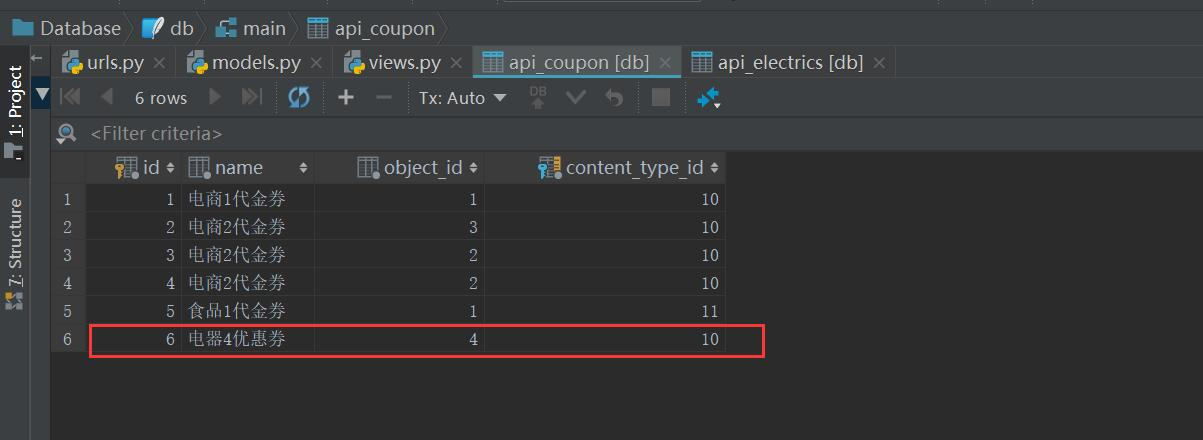 Database db main api_coupon
urls.py models.py views.py api_coupon [db] api_electrics [db]
1: Project
7: Structure
6 rows Tx: Auto DB
<Filter criteria>
id name object_id content_type_id
1 1 电商1代金券 1 10
2 2 电商2代金券 3 10
3 3 电商2代金券 2 10
4 4 电商2代金券 2 10
5 5 食品1代金券 1 11
6 6 电器4优惠券 4 10